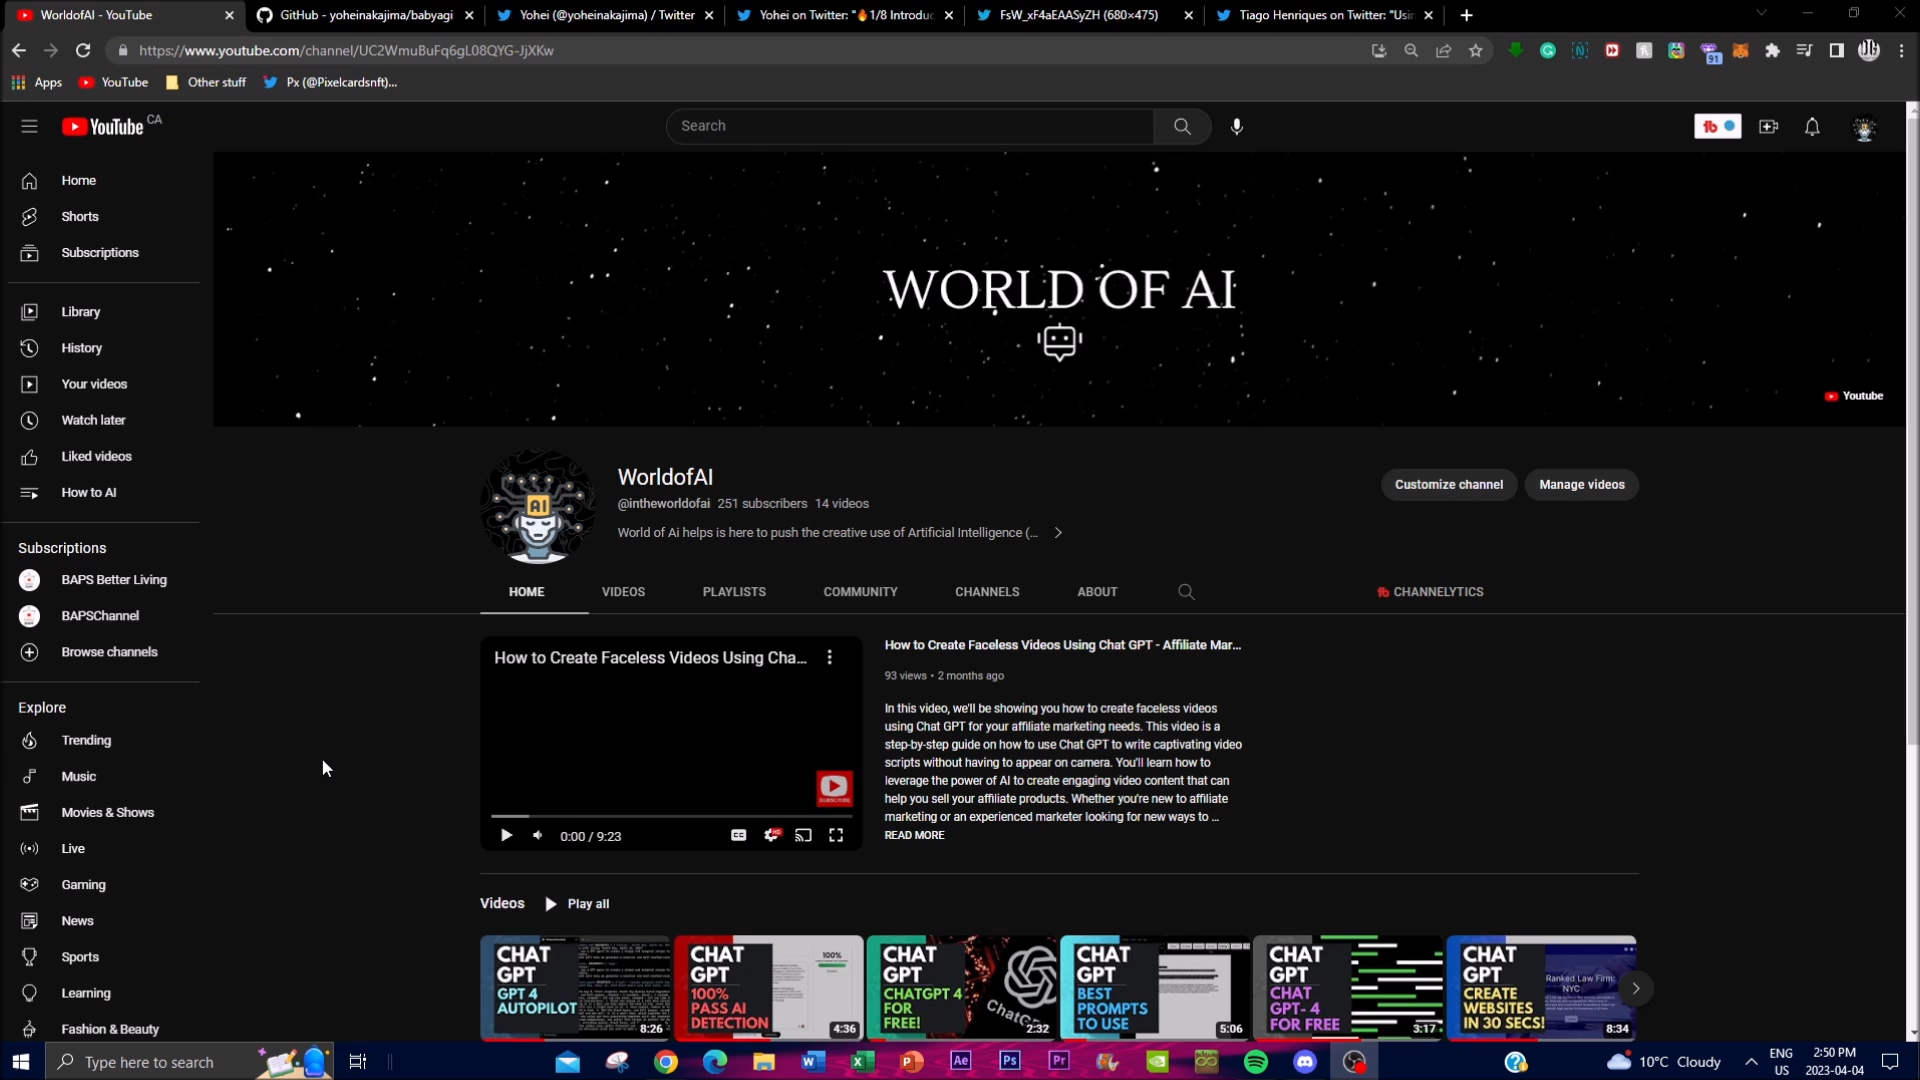 WorldofAI - YouTube
GitHub - yoheinakajima/babyagi
Yohei (@yoheinakajima) / Twitter
Yohei on Twitter: "🔥1/8 Introduc
FsW_xF4aEAASyZH (680×475)
Tiago Henriques on Twitter: "Usin
https://www.youtube.com/channel/UC2WmuBuFq6gL08QYG-JjXKw
91
Apps
YouTube
Other stuff
Px (@Pixelcardsnft)...
YouTube CA
Search
Home
Shorts
Subscriptions
Library
History
Your videos
Watch later
Liked videos
How to AI
Subscriptions
BAPS Better Living
BAPSChannel
Browse channels
Explore
Trending
Music
Movies & Shows
Live
Gaming
News
Sports
Learning
Fashion & Beauty
WORLD OF AI
Youtube
AI
WorldofAI
@intheworldofai 251 subscribers 14 videos
World of Ai helps is here to push the creative use of Artificial Intelligence (...
Customize channel
Manage videos
HOME
VIDEOS
PLAYLISTS
COMMUNITY
CHANNELS
ABOUT
CHANNELYTICS
How to Create Faceless Videos Using Cha...
SUBSCRIBE
0:00 / 9:23
How to Create Faceless Videos Using Chat GPT - Affiliate Mar...
93 views • 2 months ago
In this video, we'll be showing you how to create faceless videos
using Chat GPT for your affiliate marketing needs. This video is a
step-by-step guide on how to use Chat GPT to write captivating video
scripts without having to appear on camera. You'll learn how to
leverage the power of AI to create engaging video content that can
help you sell your affiliate products. Whether you're new to affiliate
marketing or an experienced marketer looking for new ways to ...
READ MORE
Videos
Play all
CHAT
GPT
GPT 4
AUTOPILOT
8:26
CHAT
GPT
100%
PASS AI
DETECTION
100%
4:36
CHAT
GPT
CHATGPT 4
FOR
FREE!
2:32
CHAT
GPT
BEST
PROMPTS
TO USE
5:06
CHAT
GPT
CHAT
GPT- 4
FOR FREE
3:17
CHAT
GPT
CREATE
WEBSITES
IN 30 SECS!
Ranked Law Firm:
NYC
8:34
Type here to search
Ae
Ps
Pr
10°C Cloudy
ENG
US
2:50 PM
2023-04-04